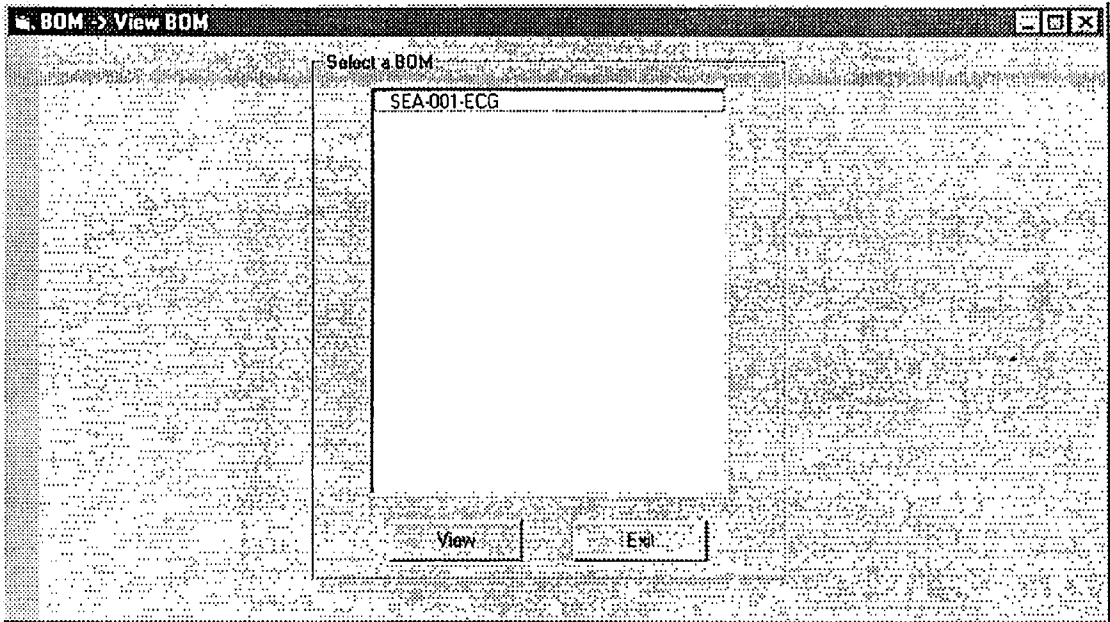 BOM -> View BOM
Select a BOM
SEA-001-ECG
View
Exit